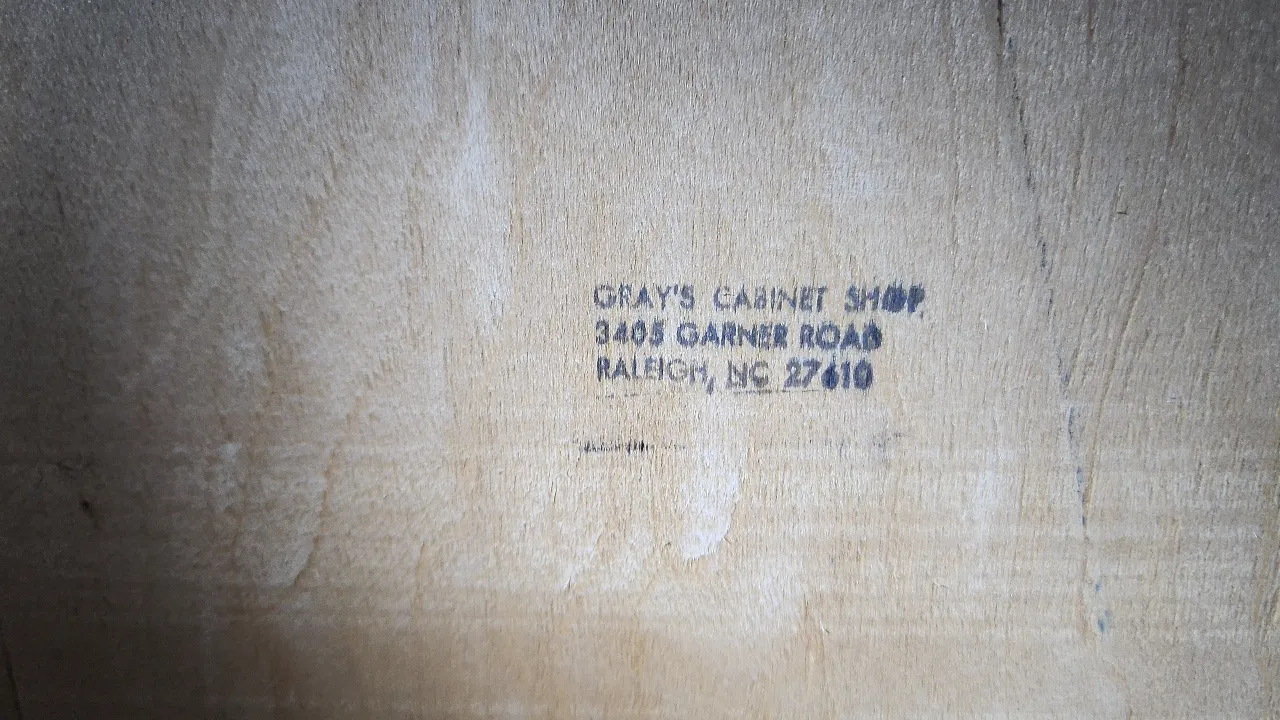 GRAY'S CABINET SHOP
3405 GARNER ROAD
RALEIGH, NC 27610